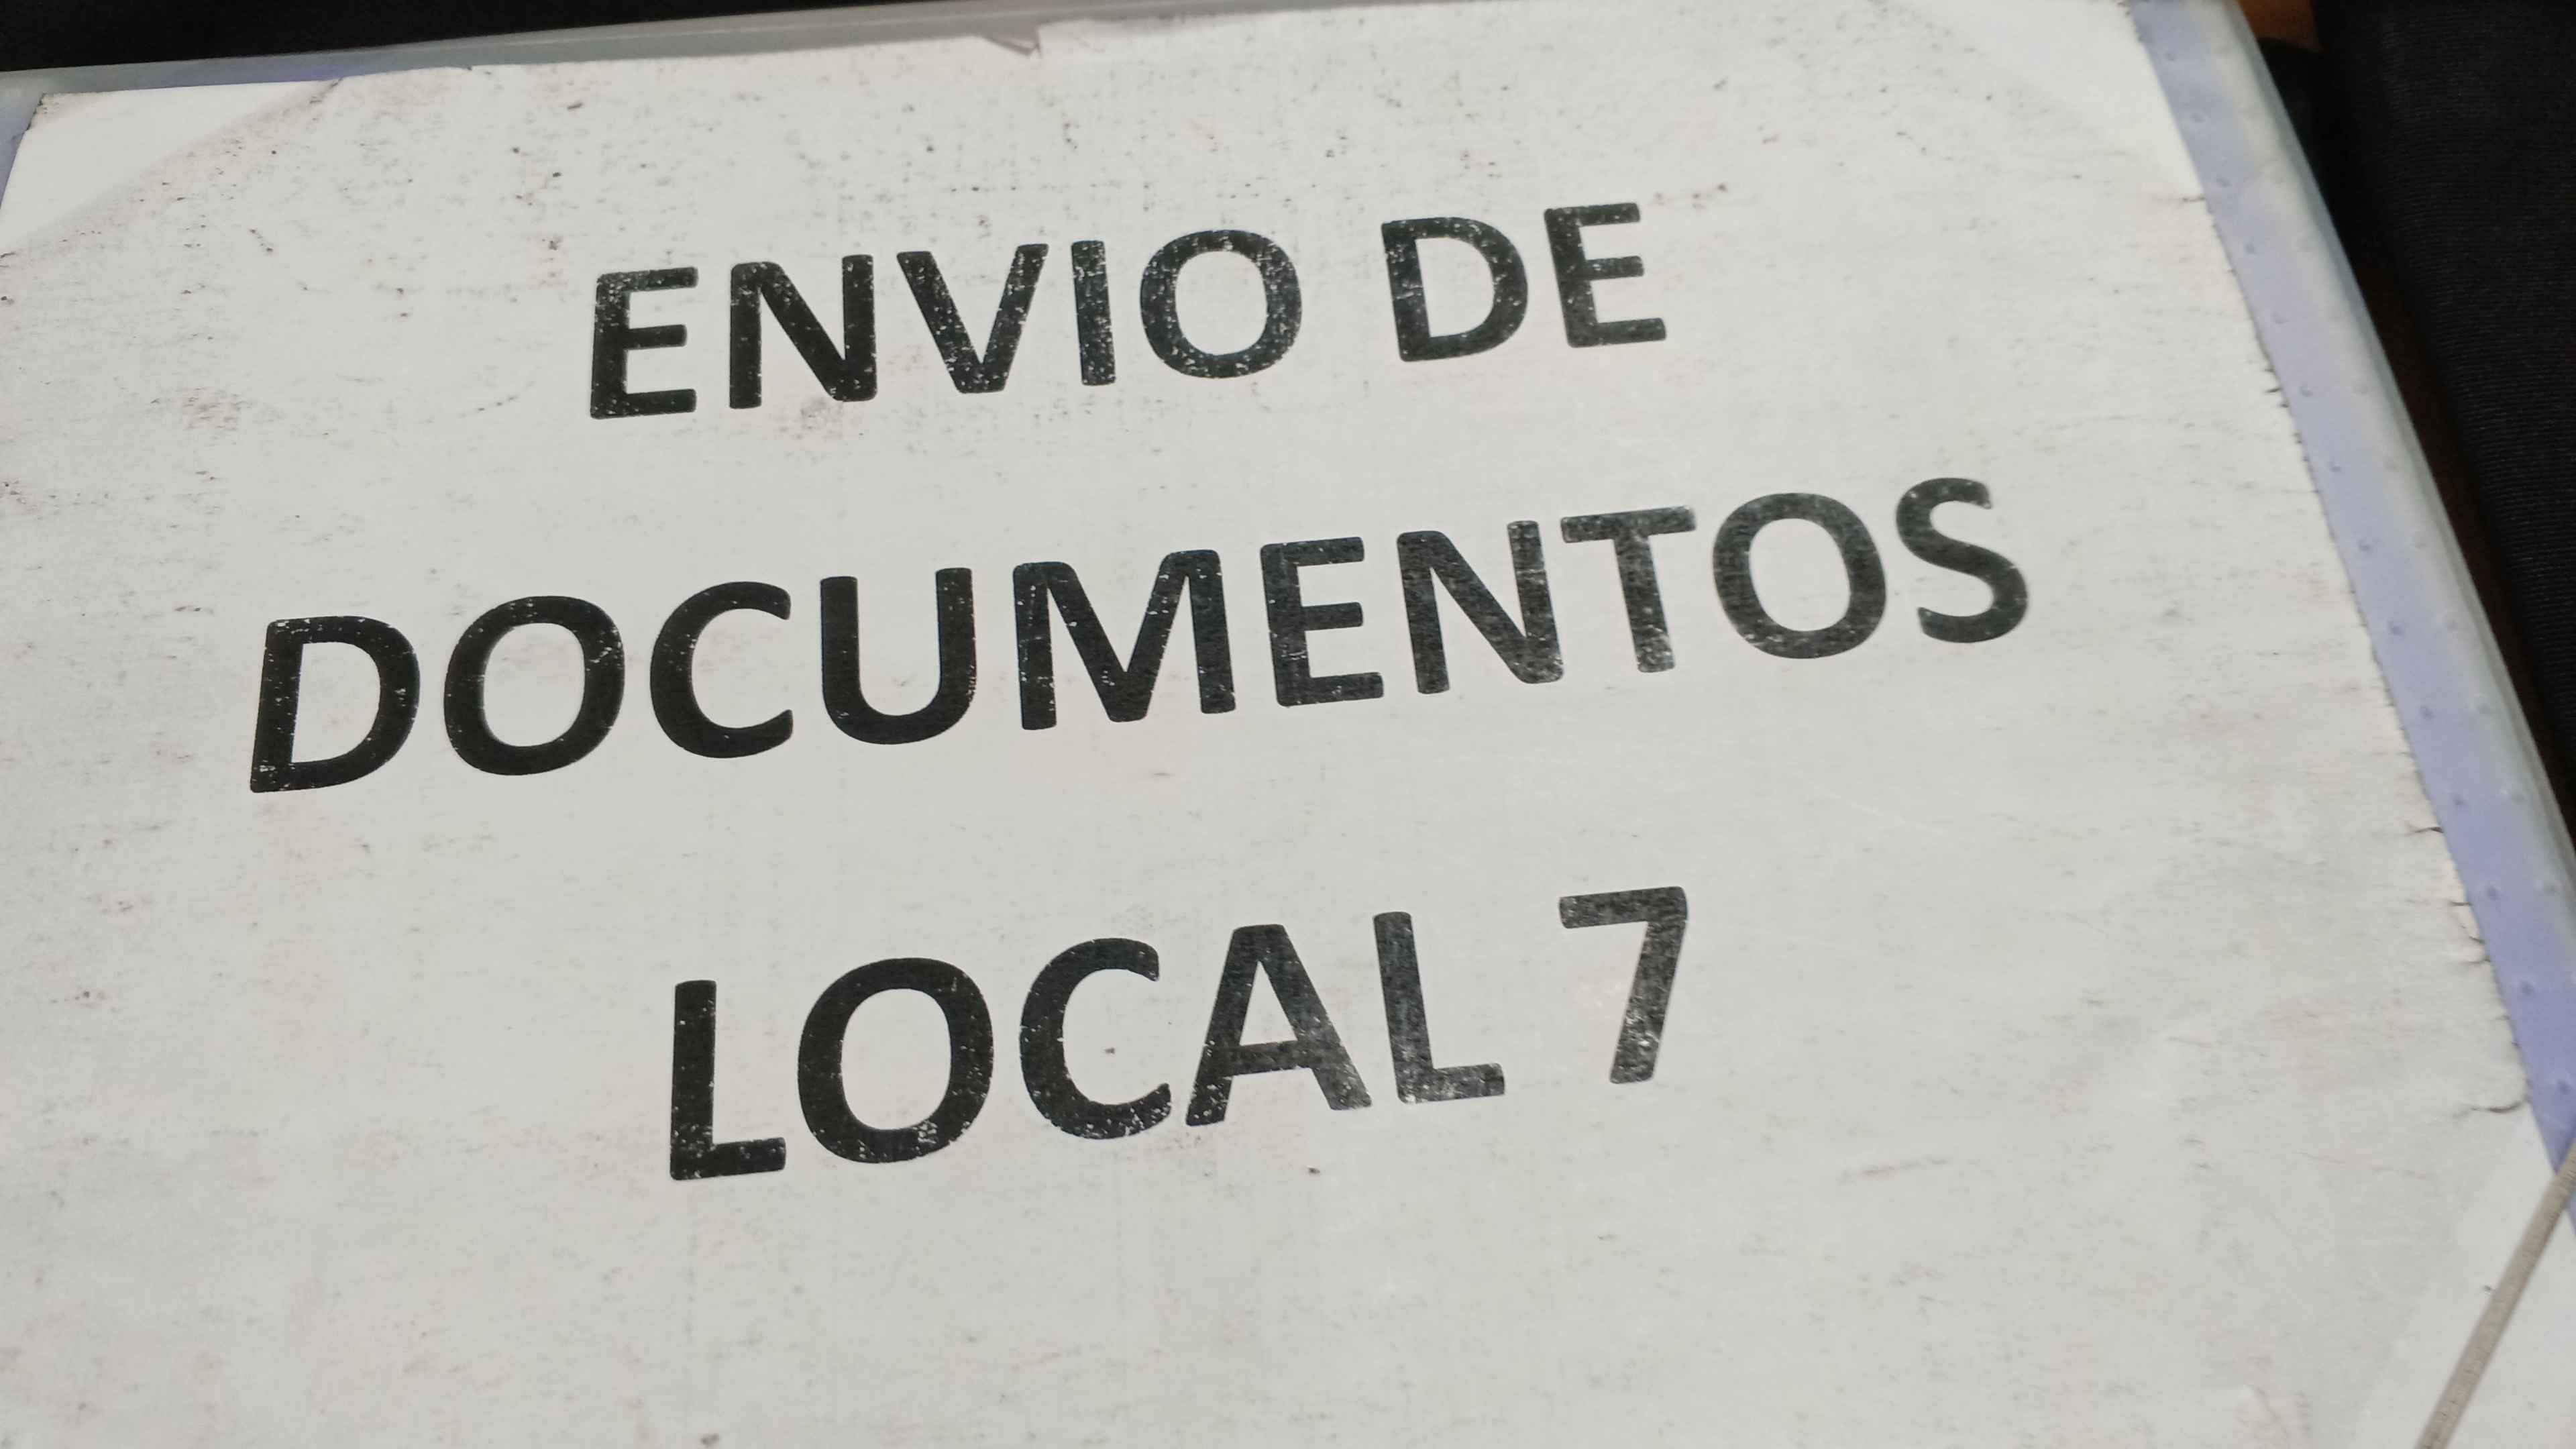 ENVIO DE
DOCUMENTOS
LOCAL 7